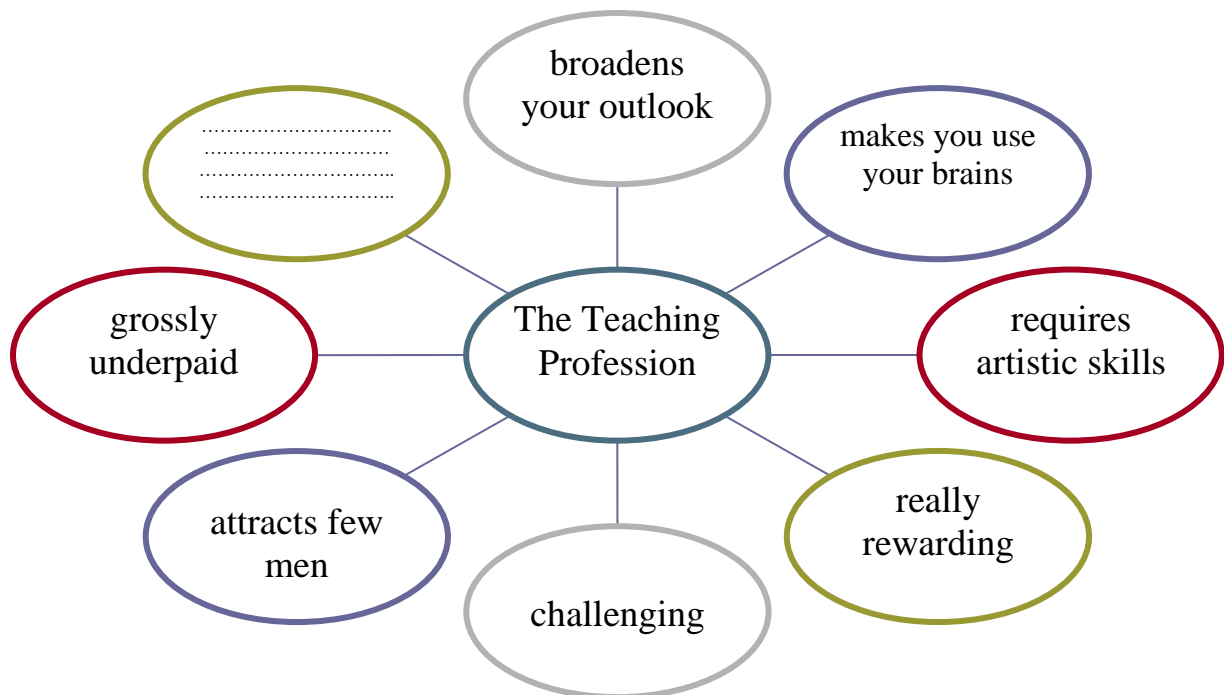 broadens
your outlook
makes you use
your brains
requires
artistic skills
really
rewarding
challenging
attracts few
men
grossly
underpaid
…………………………….
……………………………
……………………………..
……………………………..
The Teaching
Profession